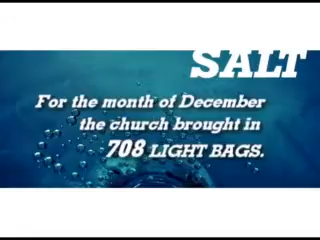 SALT
For the month of December
the church brought in
708 LIGHT BAGS.